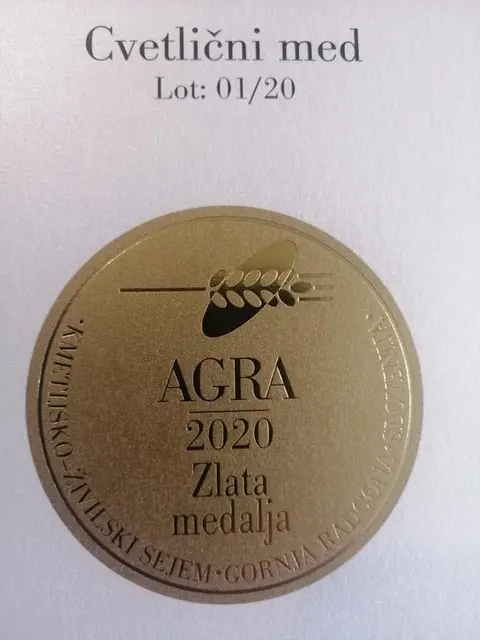 Cvetlični med
Lot: 01/20
AGRA
2020
Zlata
medalja
·KMETIJSKO-ŽIVILSKI SEJEM·GORNJA RADGONA·SLOVENIJA·